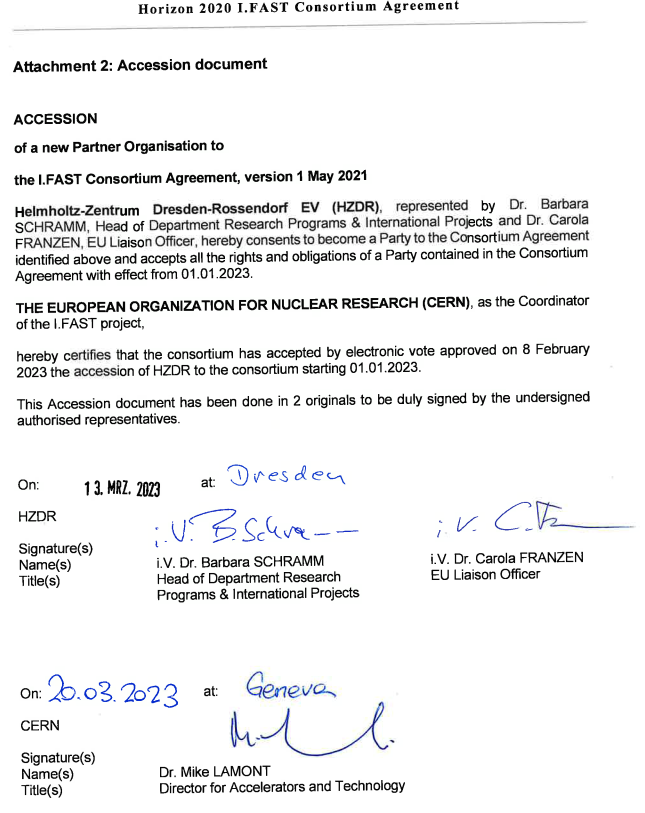 Horizon 2020 I.FAST Consortium Agreement
Attachment 2: Accession document
ACCESSION
of a new Partner Organisation to
the I.FAST Consortium Agreement, version 1 May 2021
Helmholtz-Zentrum Dresden-Rossendorf EV (HZDR), represented by Dr. Barbara
SCHRAMM, Head of Department Research Programs & International Projects and Dr. Carola
FRANZEN, EU Liaison Officer, hereby consents to become a Party to the Consortium Agreement
identified above and accepts all the rights and obligations of a Party contained in the Consortium
Agreement with effect from 01.01.2023.
THE EUROPEAN ORGANIZATION FOR NUCLEAR RESEARCH (CERN), as the Coordinator
of the I.FAST project,
hereby certifies that the consortium has accepted by electronic vote approved on 8 February
2023 the accession of HZDR to the consortium starting 01.01.2023.
This Accession document has been done in 2 originals to be duly signed by the undersigned
authorised representatives.
On: 13. MRZ. 2023 at: Dresden
HZDR
i.V. B. Schra i.V. C. F
Signature(s)
Name(s) i.V. Dr. Barbara SCHRAMM i.V. Dr. Carola FRANZEN
Title(s) Head of Department Research EU Liaison Officer
Programs & International Projects
On: 20.03.2023 at: Geneva
CERN
Signature(s)
Name(s) Dr. Mike LAMONT
Title(s) Director for Accelerators and Technology